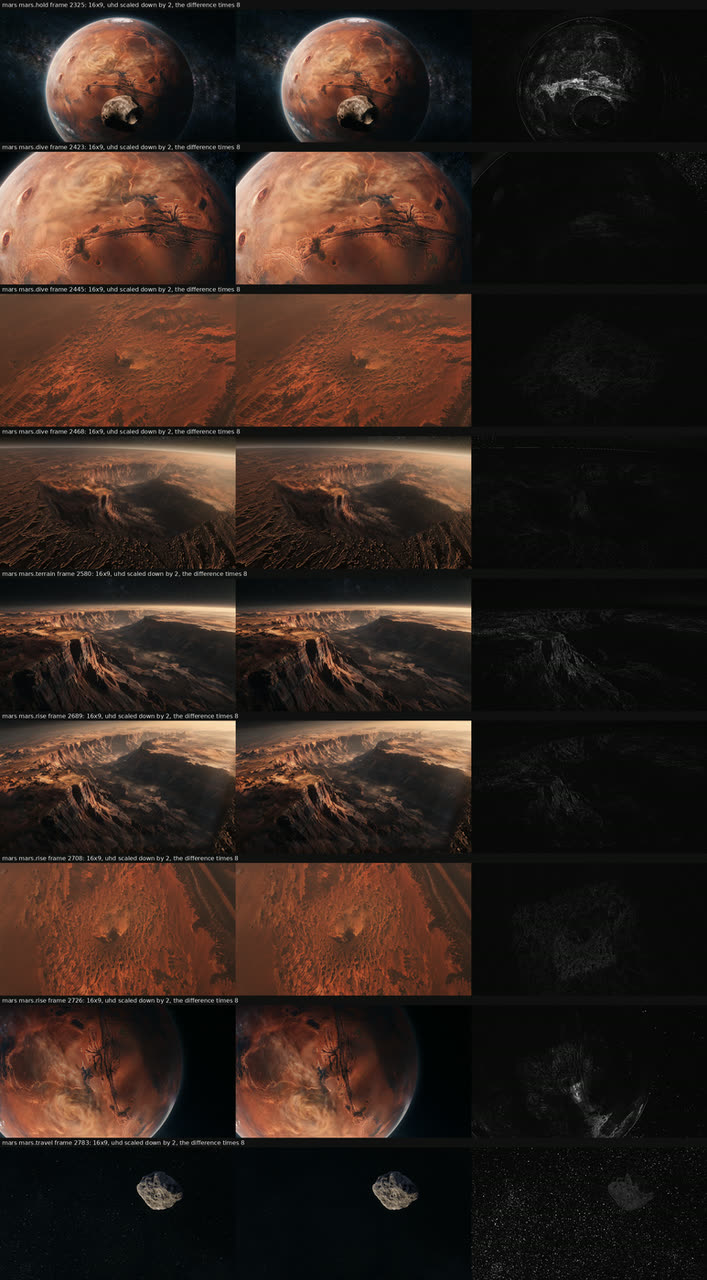 mars mars.hold frame 2325: 16x9, uhd scaled down by 2, the difference times 8
mars mars.dive frame 2423: 16x9, uhd scaled down by 2, the difference times 8
mars mars.dive frame 2445: 16x9, uhd scaled down by 2, the difference times 8
mars mars.dive frame 2468: 16x9, uhd scaled down by 2, the difference times 8
mars mars.terrain frame 2580: 16x9, uhd scaled down by 2, the difference times 8
mars mars.rise frame 2689: 16x9, uhd scaled down by 2, the difference times 8
mars mars.rise frame 2708: 16x9, uhd scaled down by 2, the difference times 8
mars mars.rise frame 2726: 16x9, uhd scaled down by 2, the difference times 8
mars mars.travel frame 2783: 16x9, uhd scaled down by 2, the difference times 8